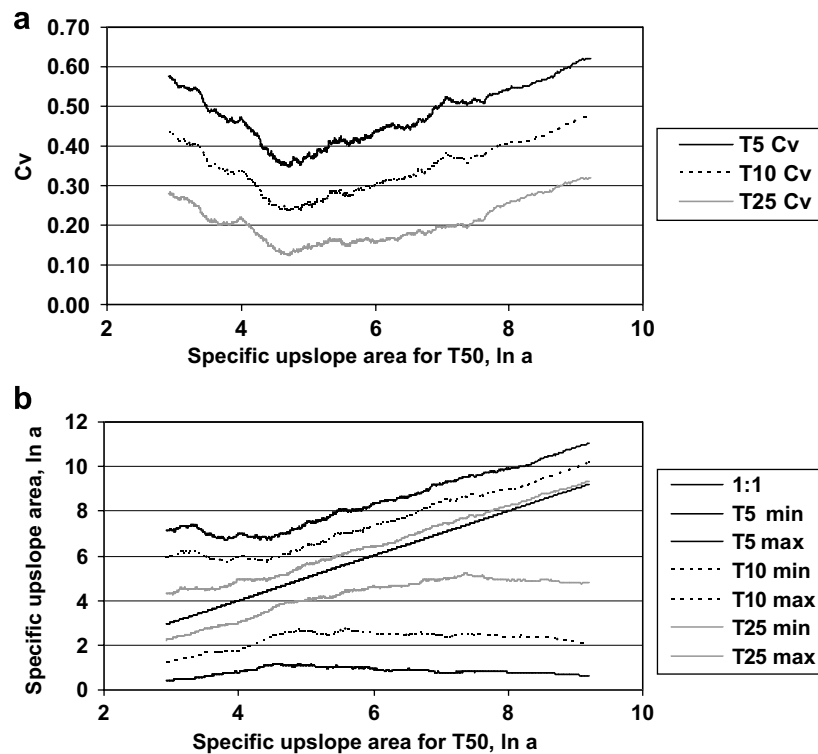 a
0.70
0.60
0.50
0.40
0.30
0.20
0.10
0.00
Cv
2 4 6 8 10
Specific upslope area for T50, ln a
T5 Cv
T10 Cv
T25 Cv
b
12
10
8
6
4
2
0
Specific upslope area, ln a
2 4 6 8 10
Specific upslope area for T50, ln a
1:1
T5 min
T5 max
T10 min
T10 max
T25 min
T25 max